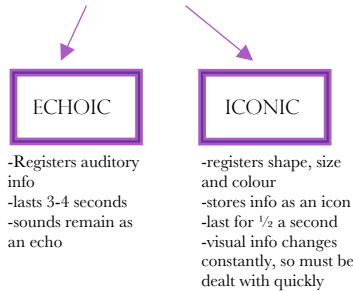 ECHOIC
-Registers auditory
info
-lasts 3-4 seconds
-sounds remain as
an echo
ICONIC
-registers shape, size
and colour
-stores info as an icon
-last for ½ a second
-visual info changes
constantly, so must be
dealt with quickly